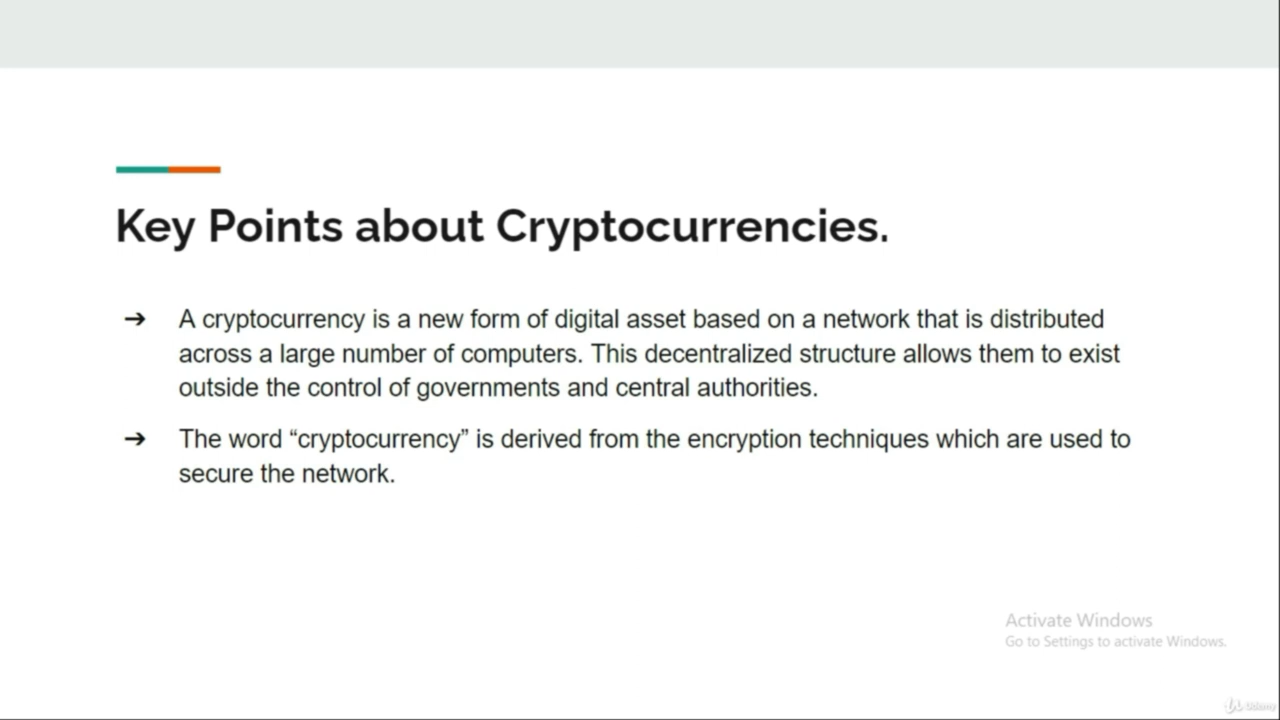 Key Points about Cryptocurrencies.
➔ A cryptocurrency is a new form of digital asset based on a network that is distributed
across a large number of computers. This decentralized structure allows them to exist
outside the control of governments and central authorities.
➔ The word “cryptocurrency” is derived from the encryption techniques which are used to
secure the network.
Activate Windows
Go to Settings to activate Windows.
Udemy